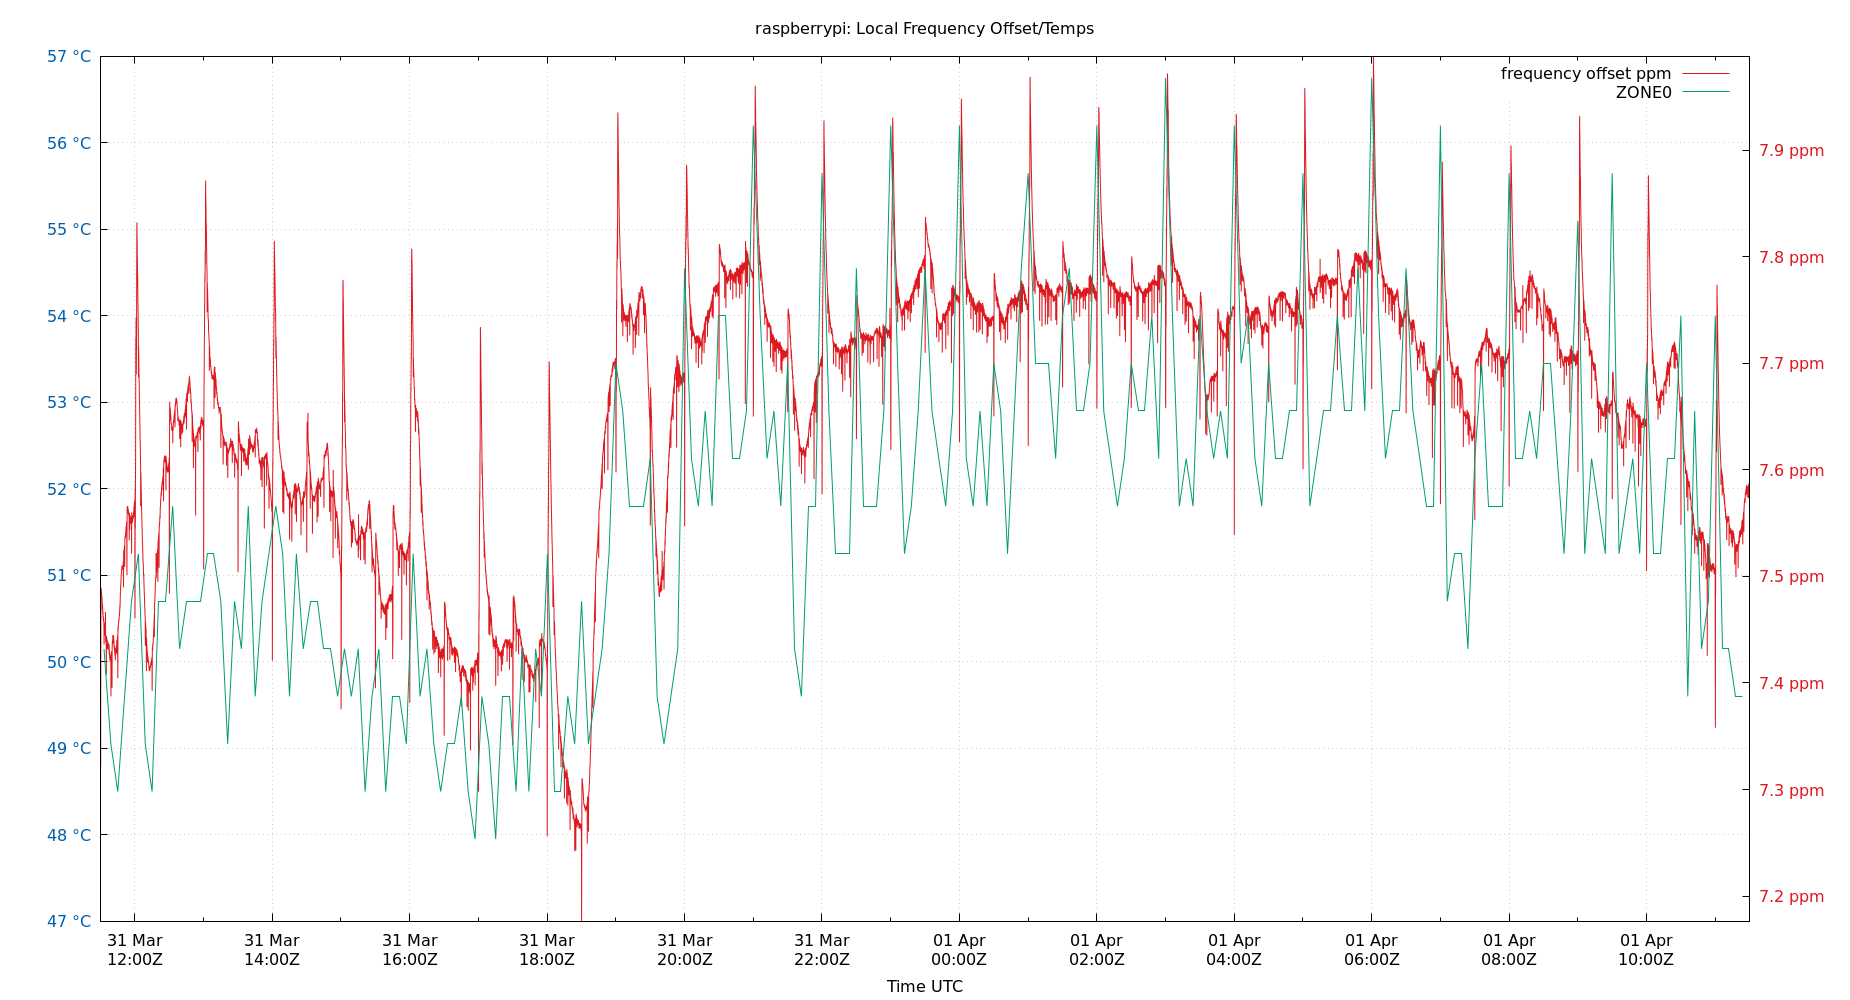 raspberrypi: Local Frequency Offset/Temps
57 °C
56 °C
55 °C
54 °C
53 °C
52 °C
51 °C
50 °C
49 °C
48 °C
47 °C
frequency offset ppm
ZONE0
7.9 ppm
7.8 ppm
7.7 ppm
7.6 ppm
7.5 ppm
7.4 ppm
7.3 ppm
7.2 ppm
31 Mar 31 Mar 31 Mar 31 Mar 31 Mar 31 Mar 01 Apr 01 Apr 01 Apr 01 Apr 01 Apr 01 Apr
12:00Z 14:00Z 16:00Z 18:00Z 20:00Z 22:00Z 00:00Z 02:00Z 04:00Z 06:00Z 08:00Z 10:00Z
Time UTC